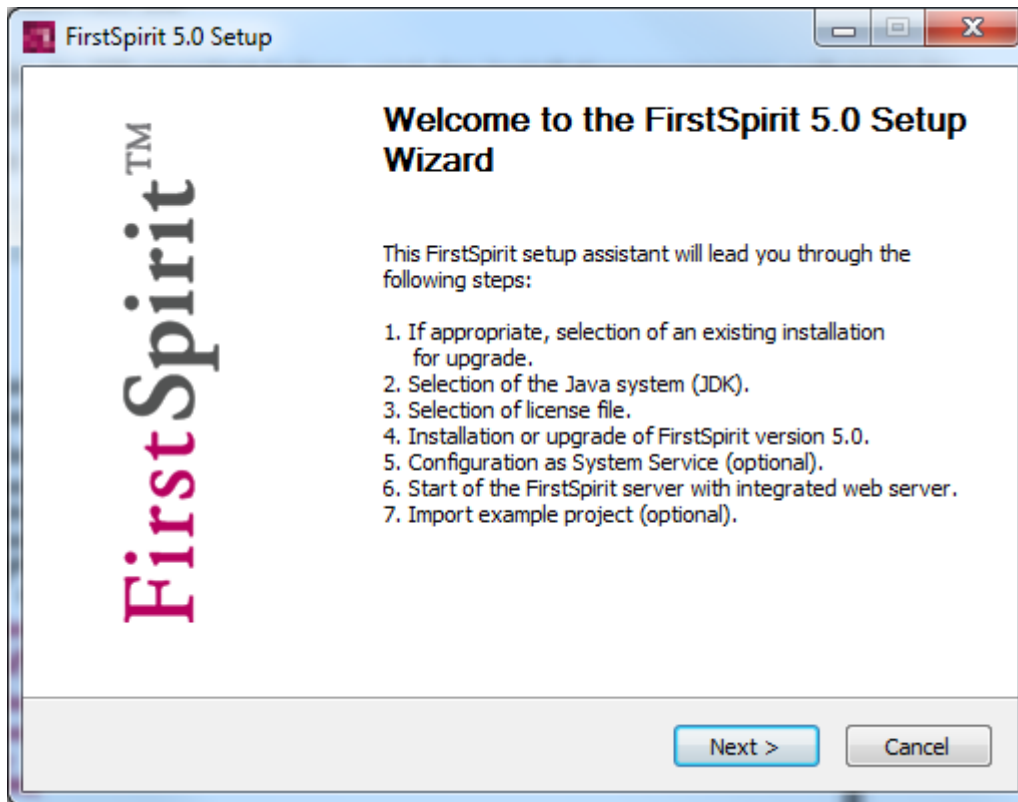 FirstSpirit 5.0 Setup
FirstSpirit™
Welcome to the FirstSpirit 5.0 Setup
Wizard
This FirstSpirit setup assistant will lead you through the
following steps:
1. If appropriate, selection of an existing installation
for upgrade.
2. Selection of the Java system (JDK).
3. Selection of license file.
4. Installation or upgrade of FirstSpirit version 5.0.
5. Configuration as System Service (optional).
6. Start of the FirstSpirit server with integrated web server.
7. Import example project (optional).
Next >
Cancel